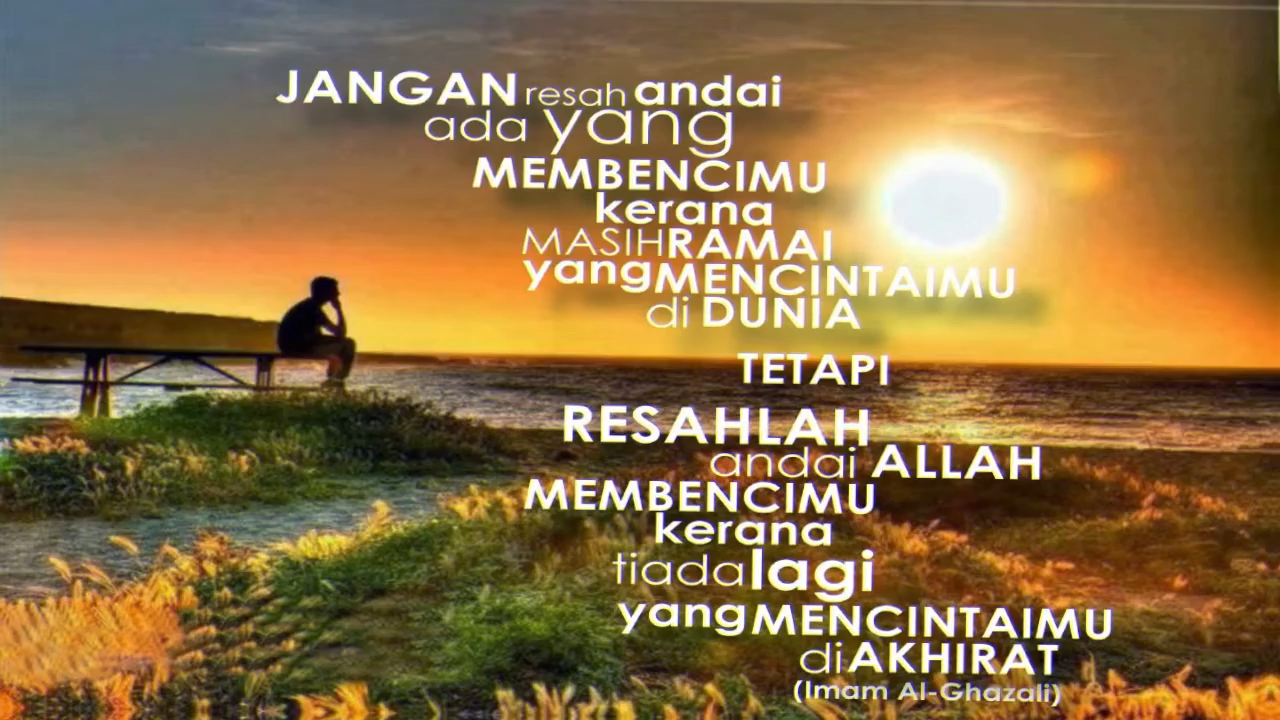 JANGAN resah andai
ada yang
MEMBENCIMU
kerana
MASIH RAMAI
yang MENCINTAIMU
di DUNIA
TETAPI
RESAHLAH
andai ALLAH
MEMBENCIMU
kerana
tiada lagi
yang MENCINTAIMU
di AKHIRAT
(Imam Al-Ghazali)